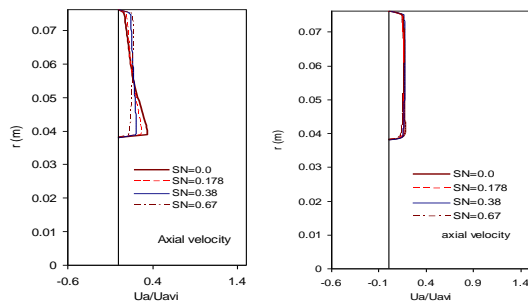 0.07
0.06
0.05
0.04
0.03
0.02
0.01
0
r (m)
SN=0.0
SN=0.178
SN=0.38
SN=0.67
Axial velocity
-0.6
0.4
1.4
Ua/Uavi
0.07
0.06
0.05
0.04
0.03
0.02
0.01
0
r (m)
SN=0.0
SN=0.178
SN=0.38
SN=0.67
axial velocity
-0.6
-0.1
0.4
0.9
1.4
Ua/Uavi